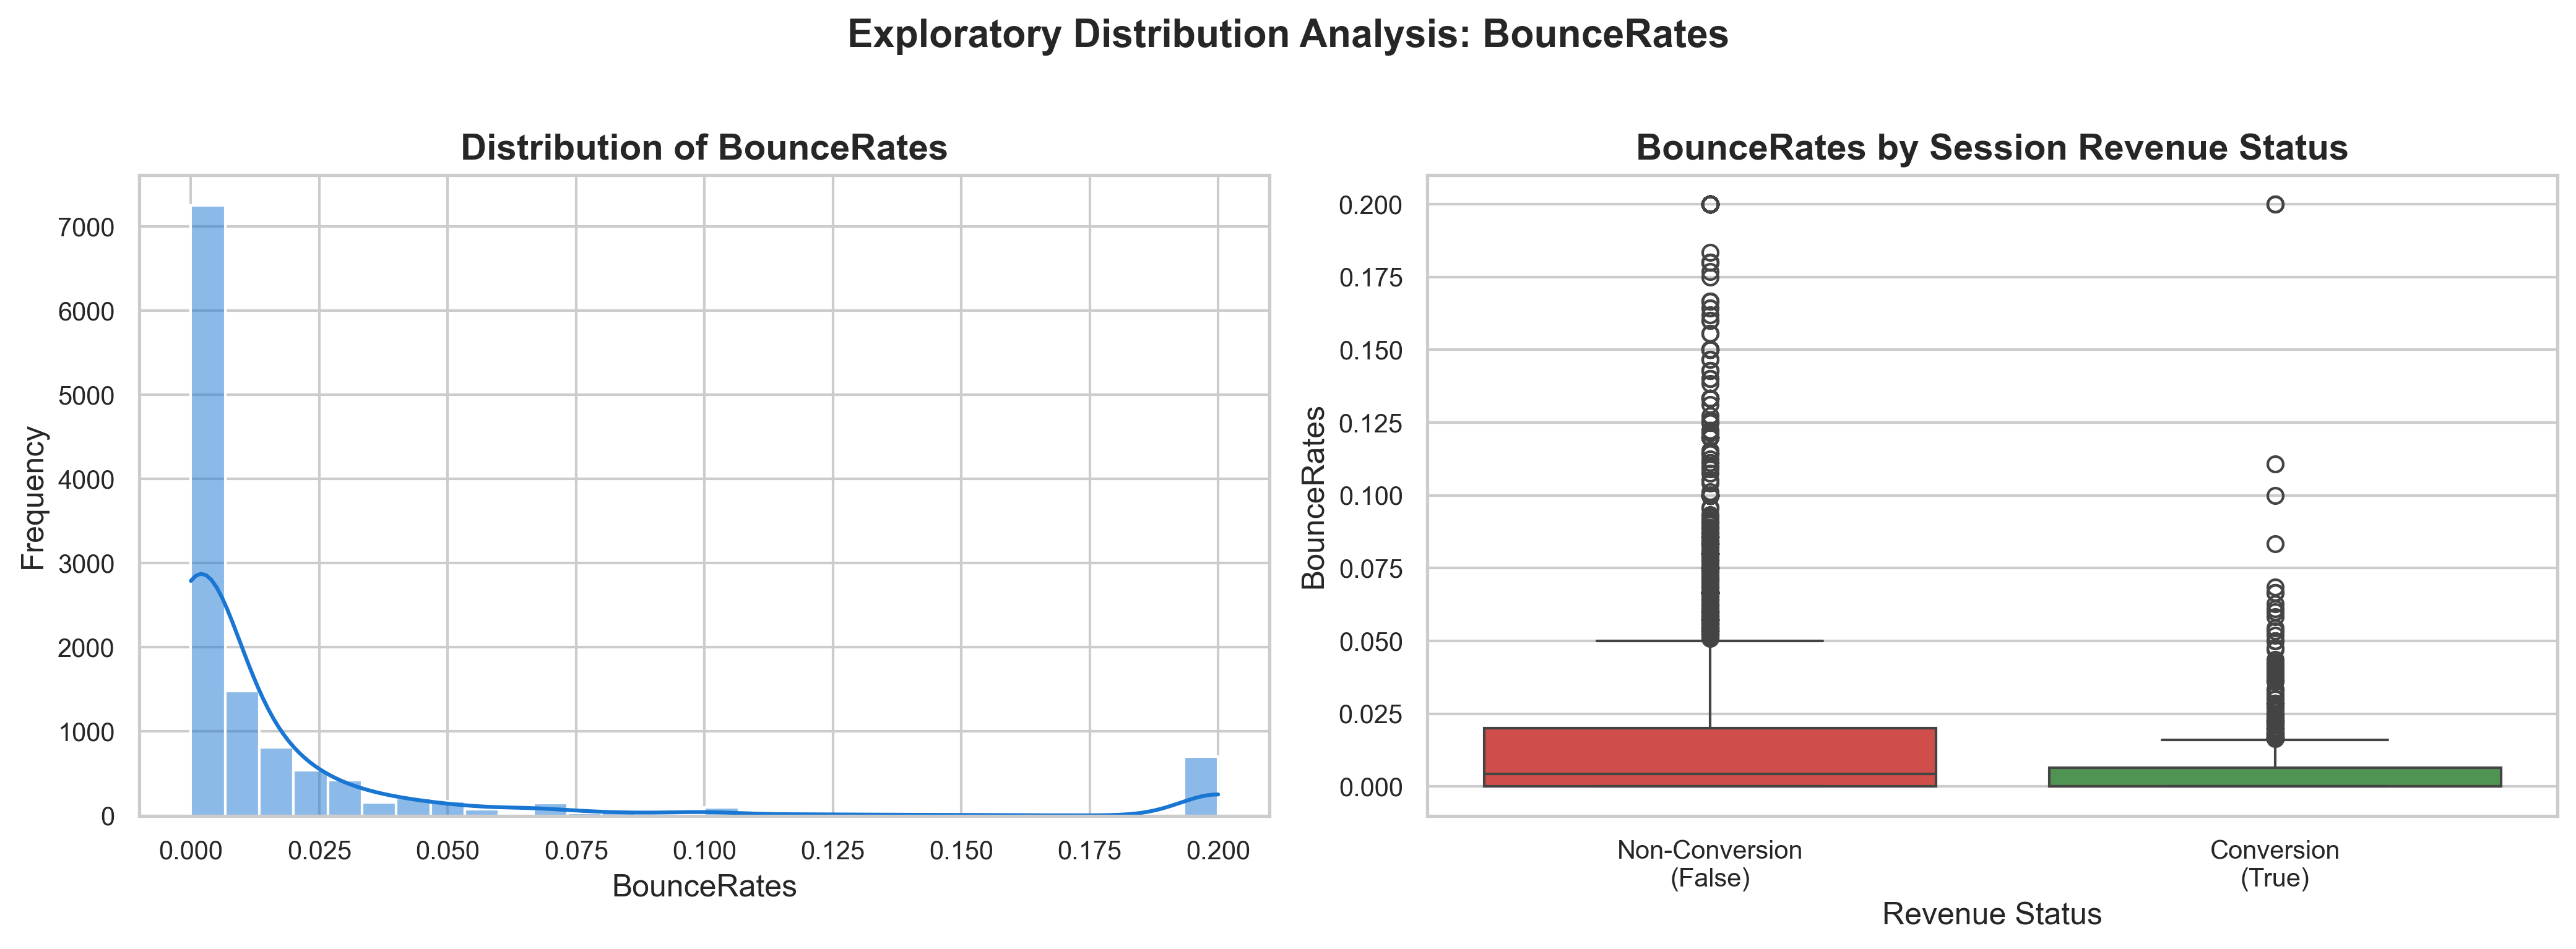 Exploratory Distribution Analysis: BounceRates
Distribution of BounceRates
Frequency
7000
6000
5000
4000
3000
2000
1000
0
0.000 0.025 0.050 0.075 0.100 0.125 0.150 0.175 0.200
BounceRates
BounceRates by Session Revenue Status
BounceRates
0.200
0.175
0.150
0.125
0.100
0.075
0.050
0.025
0.000
Non-Conversion Conversion
(False) (True)
Revenue Status